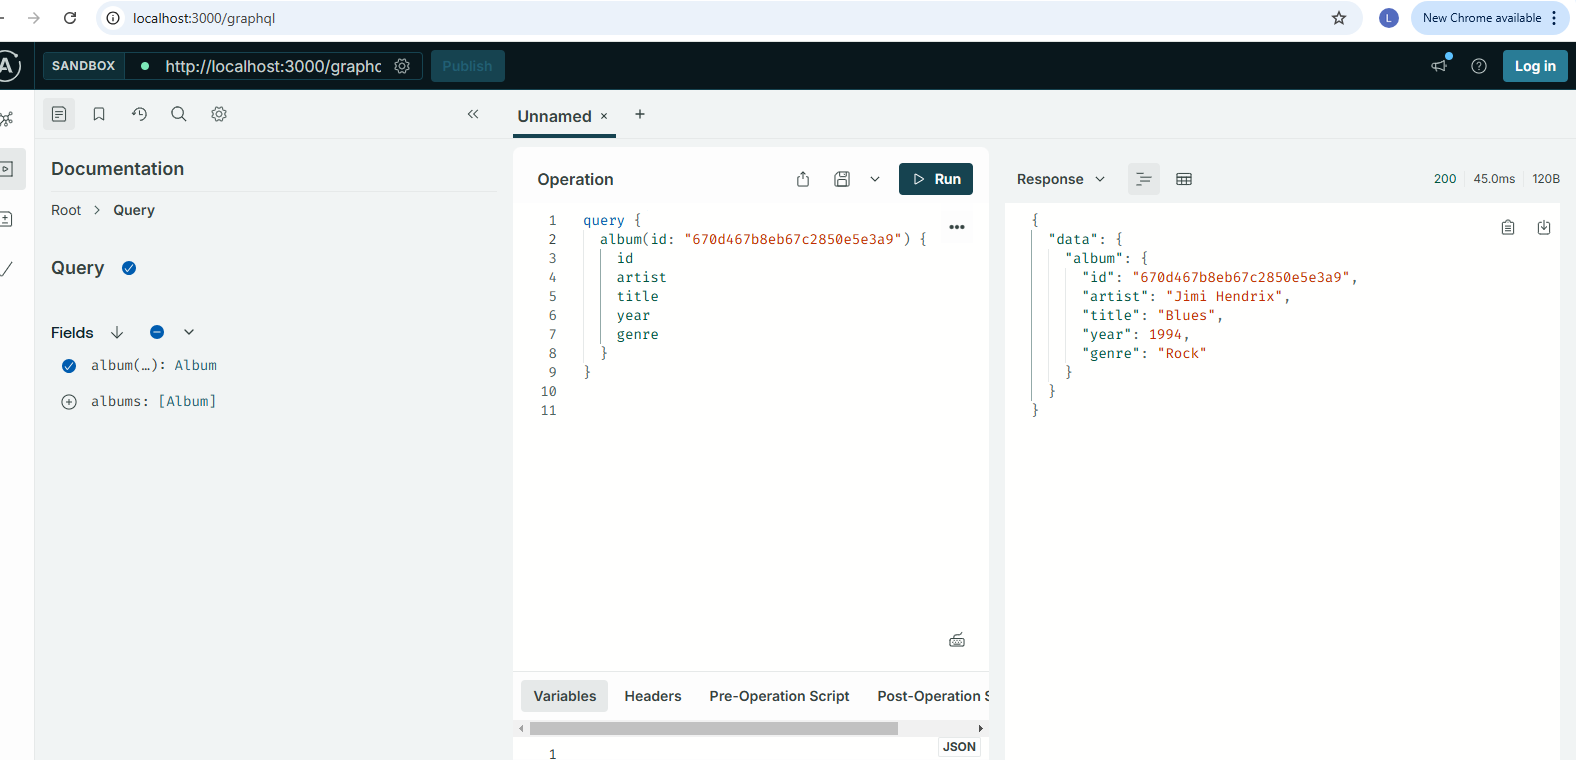 localhost:3000/graphql
L
New Chrome available
A
SANDBOX
http://localhost:3000/graphc
Publish
Log in
Documentation
Root > Query
Query
Fields
album(…): Album
albums: [Album]
Unnamed × +
Operation
Run
1 query {
2 album(id: "670d467b8eb67c2850e5e3a9") {
3 id
4 artist
5 title
6 year
7 genre
8 }
9 }
10
11
Variables Headers Pre-Operation Script Post-Operation S
JSON
1
Response
200 45.0ms 120B
{
"data": {
"album": {
"id": "670d467b8eb67c2850e5e3a9",
"artist": "Jimi Hendrix",
"title": "Blues",
"year": 1994,
"genre": "Rock"
}
}
}